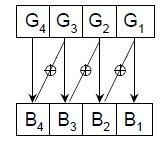 G₄ G₃ G₂ G₁
B₄ B₃ B₂ B₁